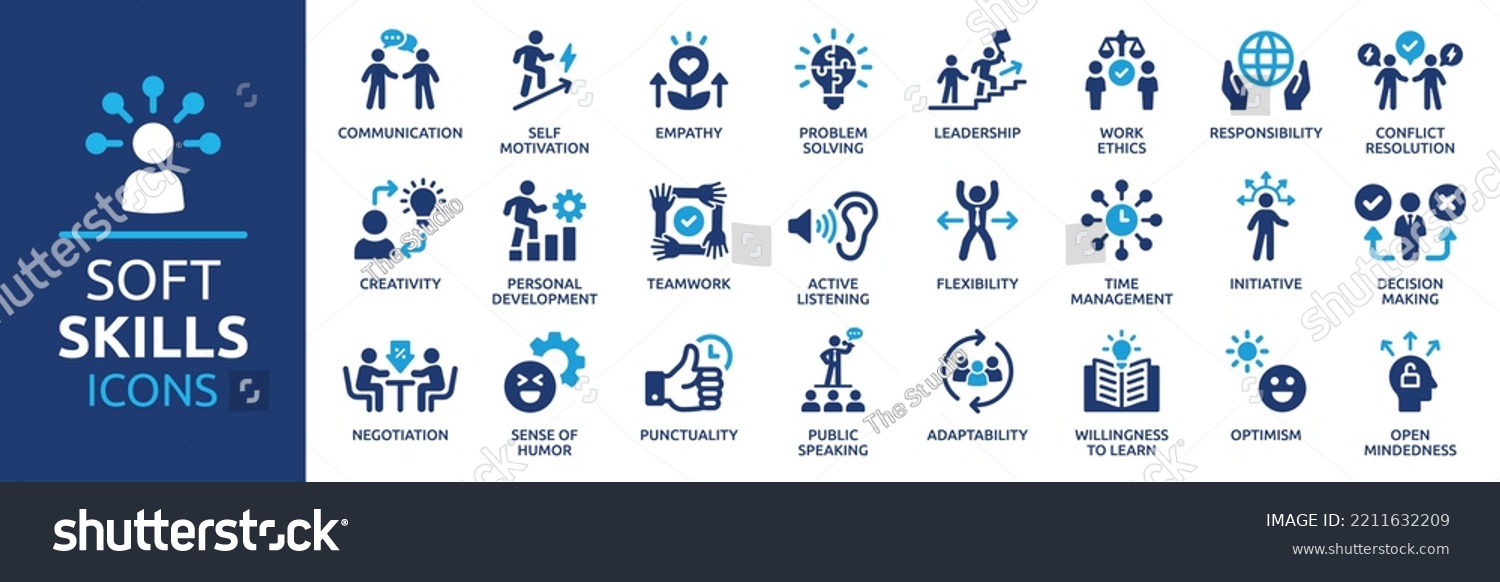 SOFT
SKILLS
ICONS
COMMUNICATION
SELF
MOTIVATION
EMPATHY
PROBLEM
SOLVING
LEADERSHIP
WORK
ETHICS
RESPONSIBILITY
CONFLICT
RESOLUTION
CREATIVITY
PERSONAL
DEVELOPMENT
TEAMWORK
ACTIVE
LISTENING
FLEXIBILITY
TIME
MANAGEMENT
INITIATIVE
DECISION
MAKING
%
NEGOTIATION
SENSE OF
HUMOR
PUNCTUALITY
PUBLIC
SPEAKING
ADAPTABILITY
WILLINGNESS
TO LEARN
OPTIMISM
OPEN
MINDEDNESS
shutterstock
The Studio
The Studio
shutterstock®
IMAGE ID: 2211632209
www.shutterstock.com